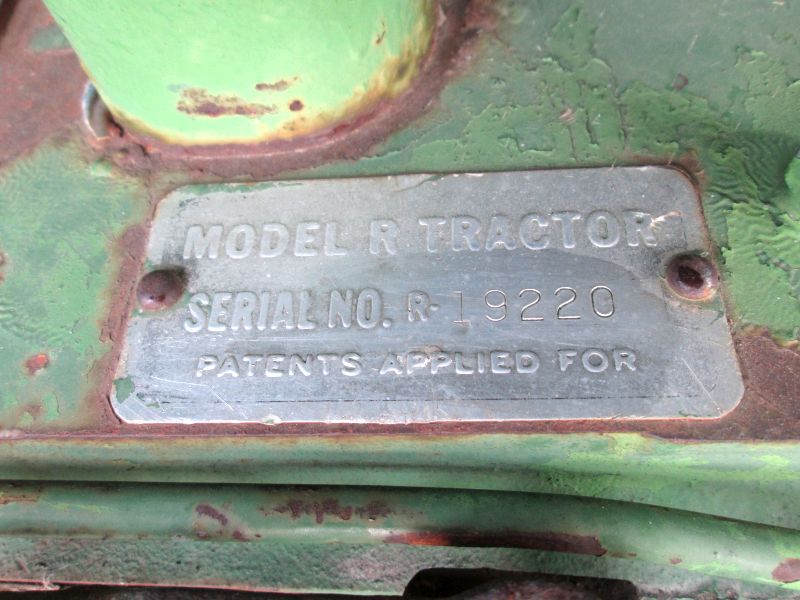 MODEL R TRACTOR
SERIAL NO. R-19220
PATENTS APPLIED FOR